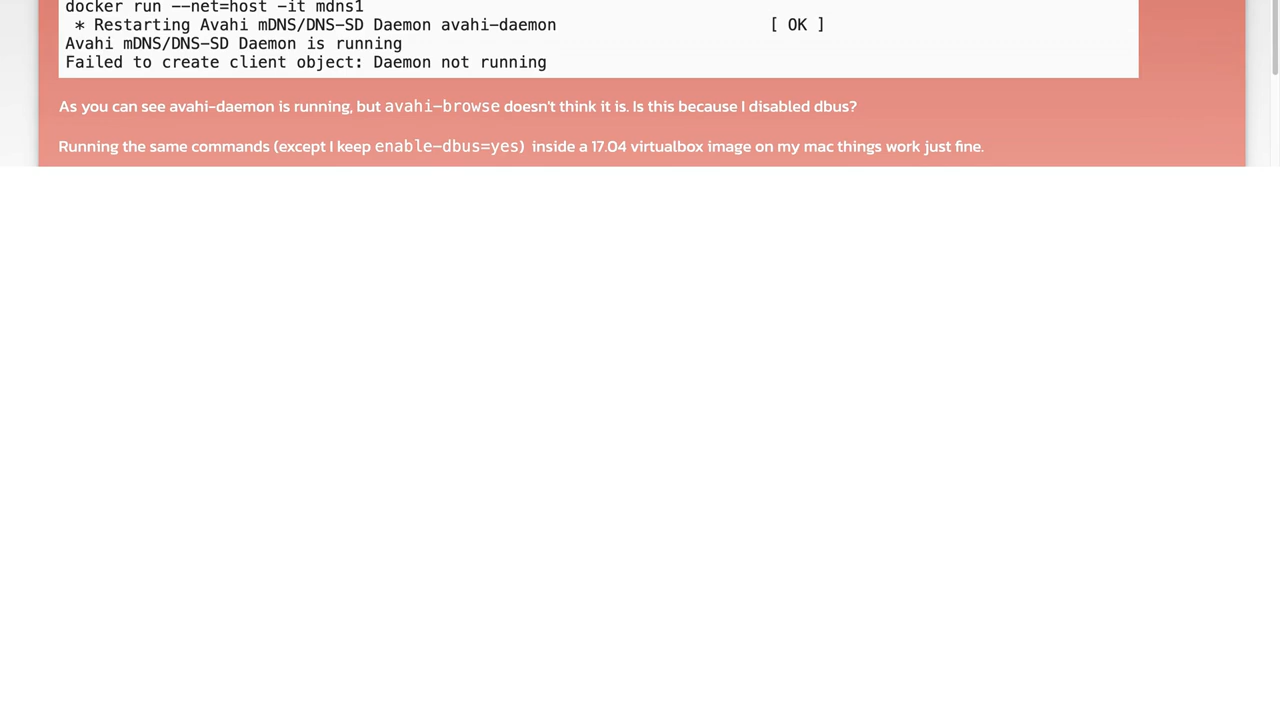 docker run --net=host -it mdns1
 * Restarting Avahi mDNS/DNS-SD Daemon avahi-daemon                      [ OK ]
Avahi mDNS/DNS-SD Daemon is running
Failed to create client object: Daemon not running
As you can see avahi-daemon is running, but avahi-browse doesn't think it is. Is this because I disabled dbus?
Running the same commands (except I keep enable-dbus=yes) inside a 17.04 virtualbox image on my mac things work just fine.